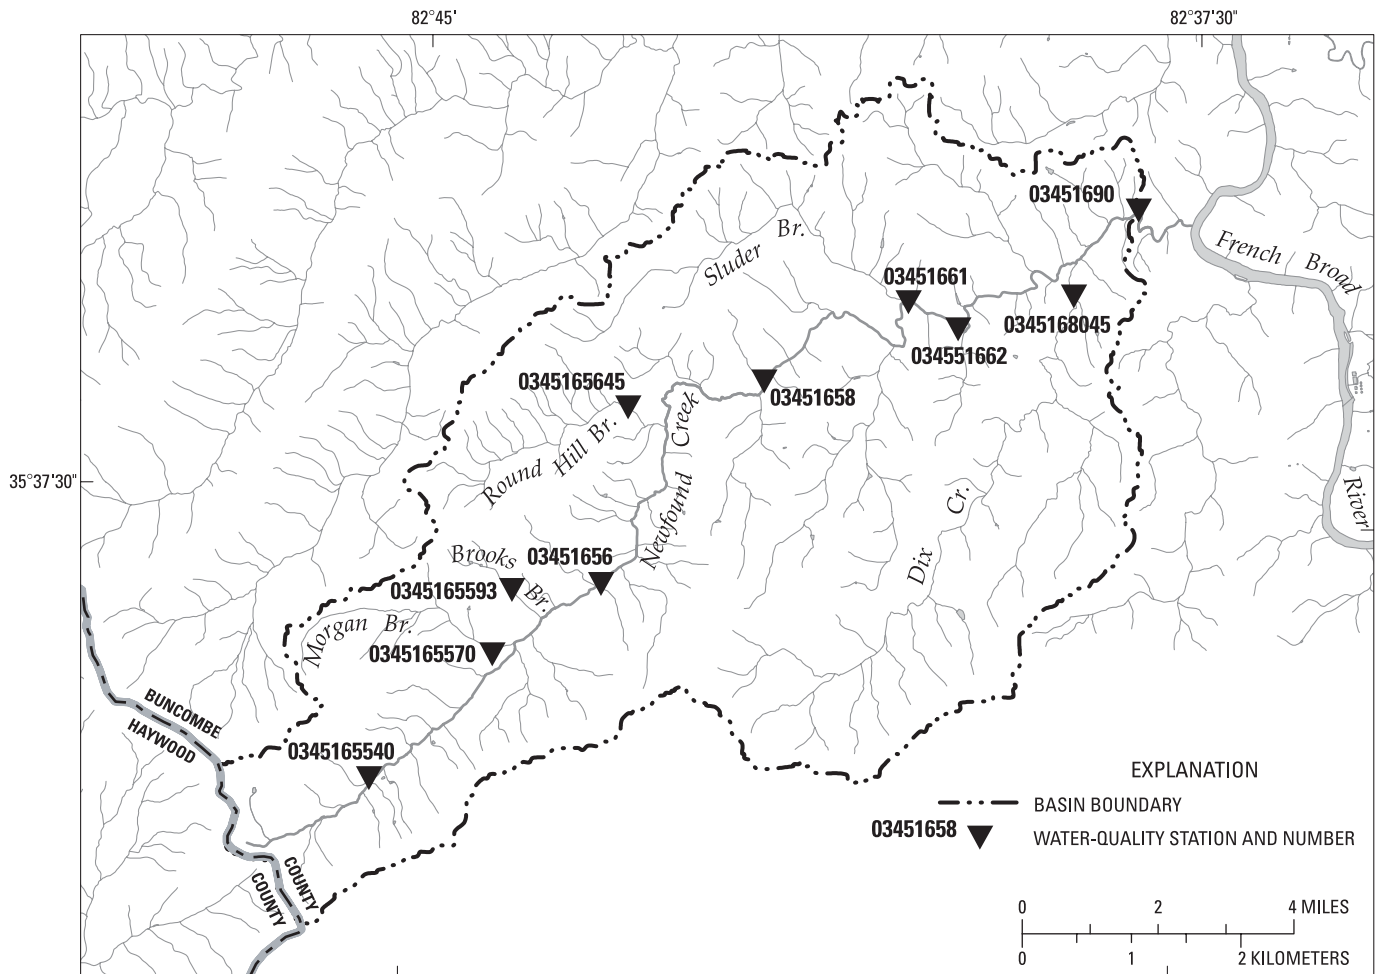 82°45'
82°37'30"
03451690
Sluder Br.
French Broad
03451661
0345168045
034551662
0345165645
03451658
Round Hill Br.
Newfound Creek
35°37'30"
Dix Cr.
River
Brooks Br.
03451656
0345165593
Morgan Br.
0345165570
BUNCOMBE
HAYWOOD
0345165540
COUNTY
COUNTY
EXPLANATION
BASIN BOUNDARY
03451658
WATER-QUALITY STATION AND NUMBER
0 2 4 MILES
0 1 2 KILOMETERS